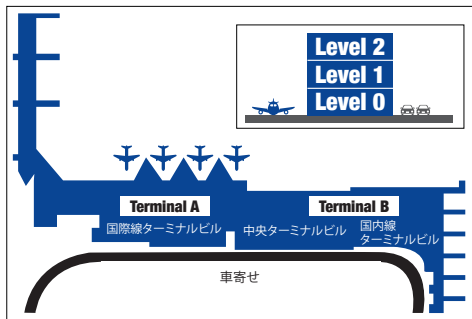 Level 2
Level 1
Level 0
Terminal A
Terminal B
国際線ターミナルビル
中央ターミナルビル
国内線
ターミナルビル
車寄せ